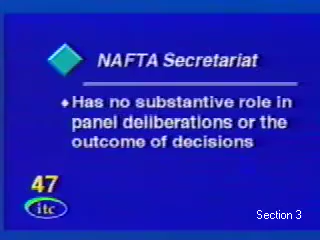 NAFTA Secretariat
Has no substantive role in
panel deliberations or the
outcome of decisions
47
itc
Section 3